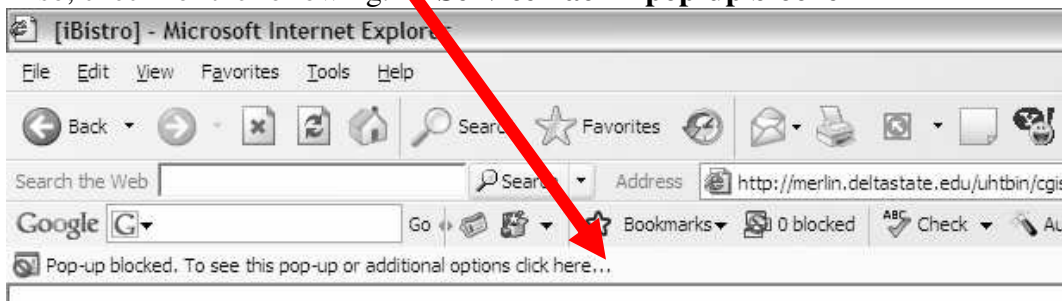 [iBistro] - Microsoft Internet Explorer
File Edit View Favorites Tools Help
Back Search Favorites
Search the Web Search Address http://merlin.deltastate.edu/uhtbin/cgis
Google G Go Bookmarks 0 blocked ABC Check Au
Pop-up blocked. To see this pop-up or additional options click here...